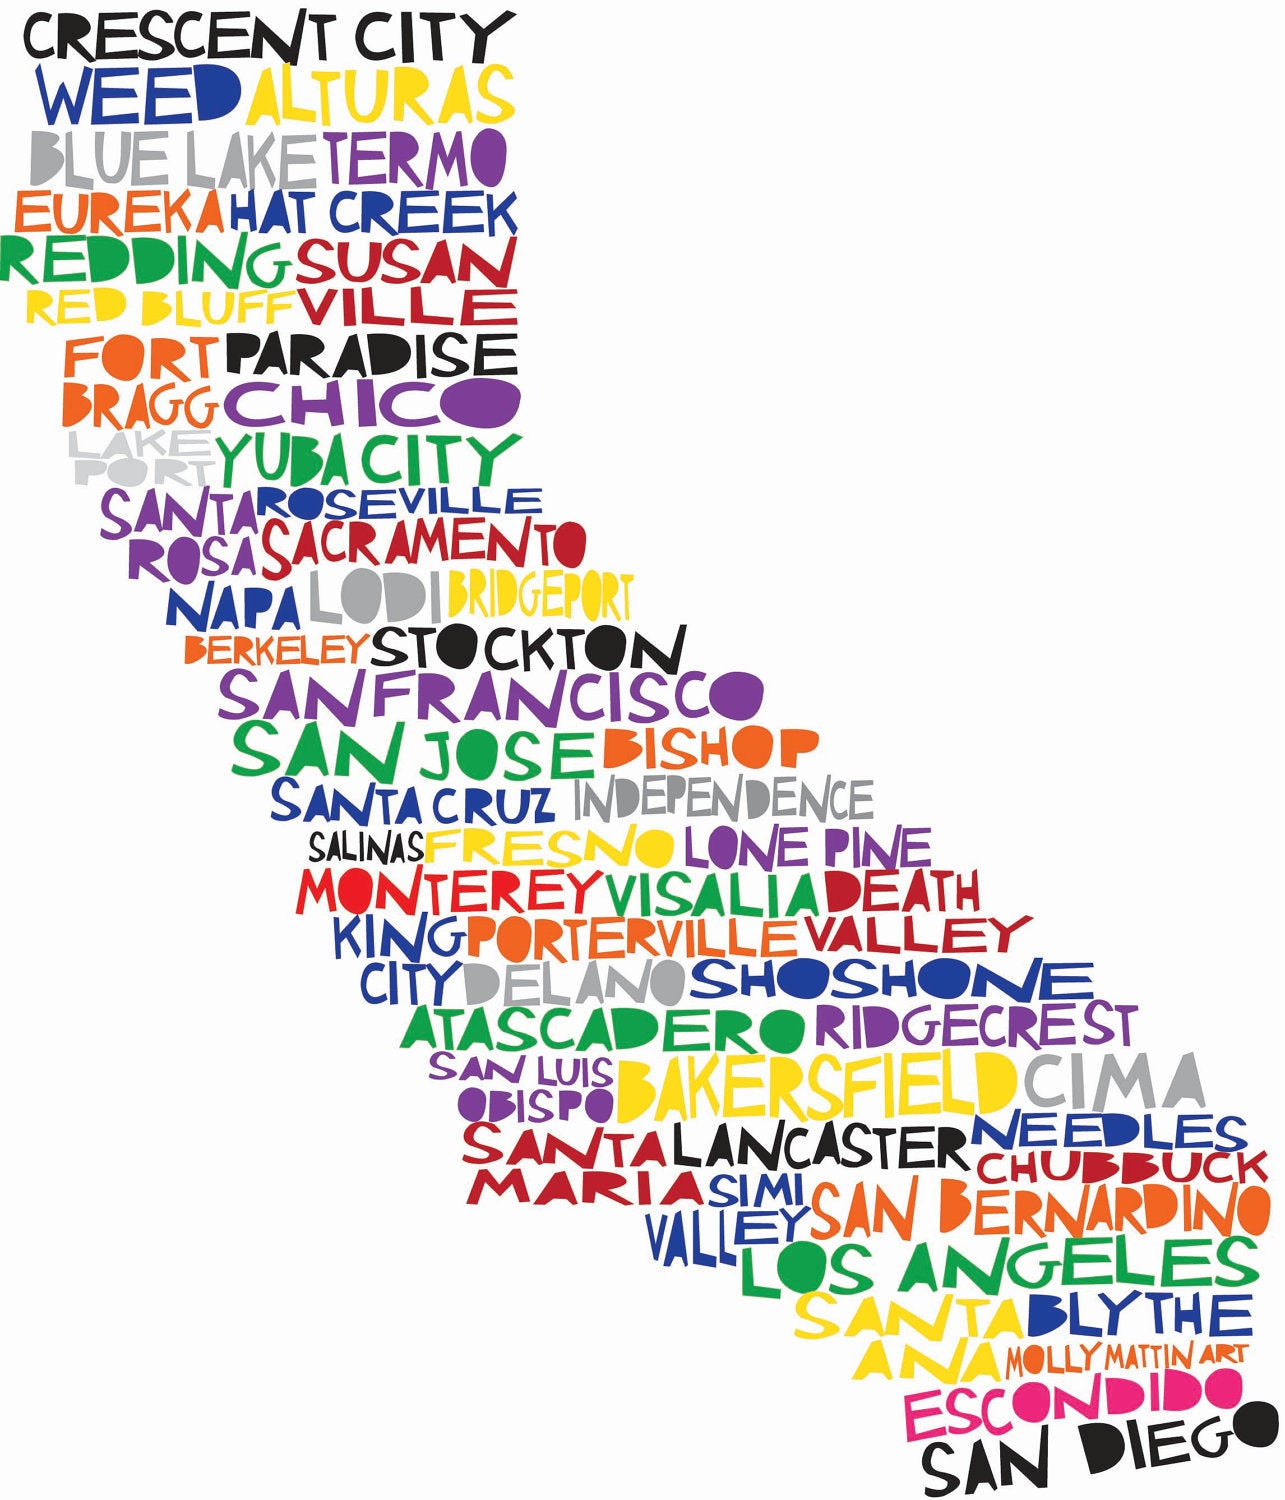 CRESCENT CITY
WEED ALTURAS
BLUE LAKE TERMO
EUREKA HAT CREEK
REDDING SUSAN
RED BLUFF VILLE
FORT PARADISE
BRAGG CHICO
LAKE YUBA CITY
PORT
SANTA ROSEVILLE
ROSA SACRAMENTO
NAPA LODI BRIDGEPORT
BERKELEY STOCKTON
SAN FRANCISCO
SAN JOSE BISHOP
SANTA CRUZ INDEPENDENCE
SALINAS FRESNO LONE PINE
MONTEREY VISALIA DEATH
KING PORTERVILLE VALLEY
CITY DELANO SHOSHONE
ATASCADERO RIDGECREST
SAN LUIS BAKERSFIELD CIMA
OBISPO
SANTA LANCASTER NEEDLES
MARIA SIMI CHUBBUCK
VALLEY SAN BERNARDINO
LOS ANGELES
SANTA BLYTHE
ANA MOLLY MATTIN ART
ESCONDIDO
SAN DIEGO